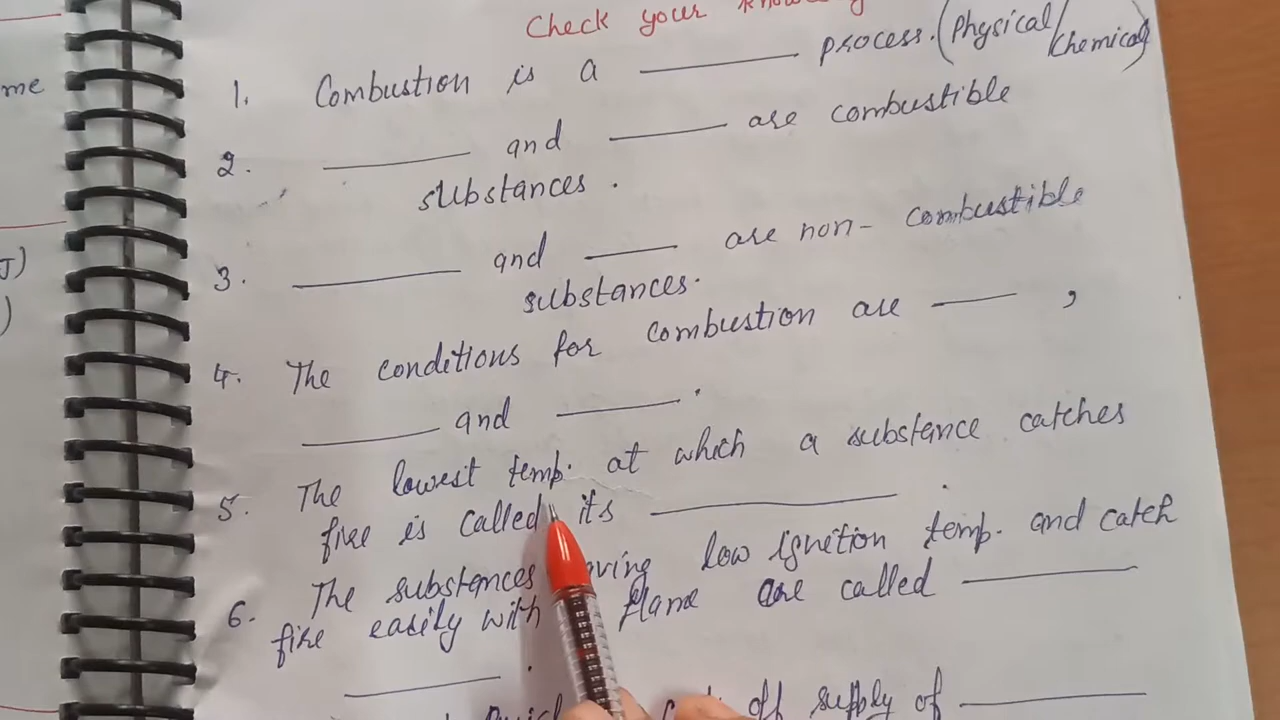 me
J)
)
Check your
1. Combustion is a ______ process. (Physical/Chemical)
2. ______ and ______ are combustible
substances.
3. ______ and ______ are non-combustible
substances.
4. The conditions for combustion are ______ ,
______ and ______.
5. The lowest temp. at which a substance catches
fire is called its ______ .
6. The substances having low ignition temp. and catch
fire easily with flame are called ______
______ .
off supply of ______